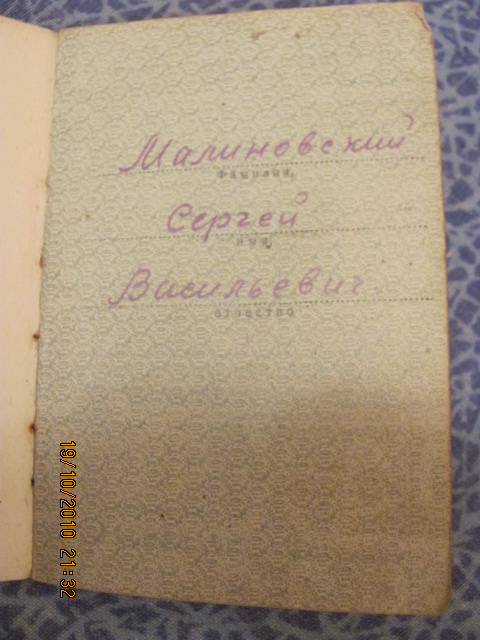 Малиновский
Фамилия,
Сергей
имя
Васильевич
отчество
19/10/2010 21:32